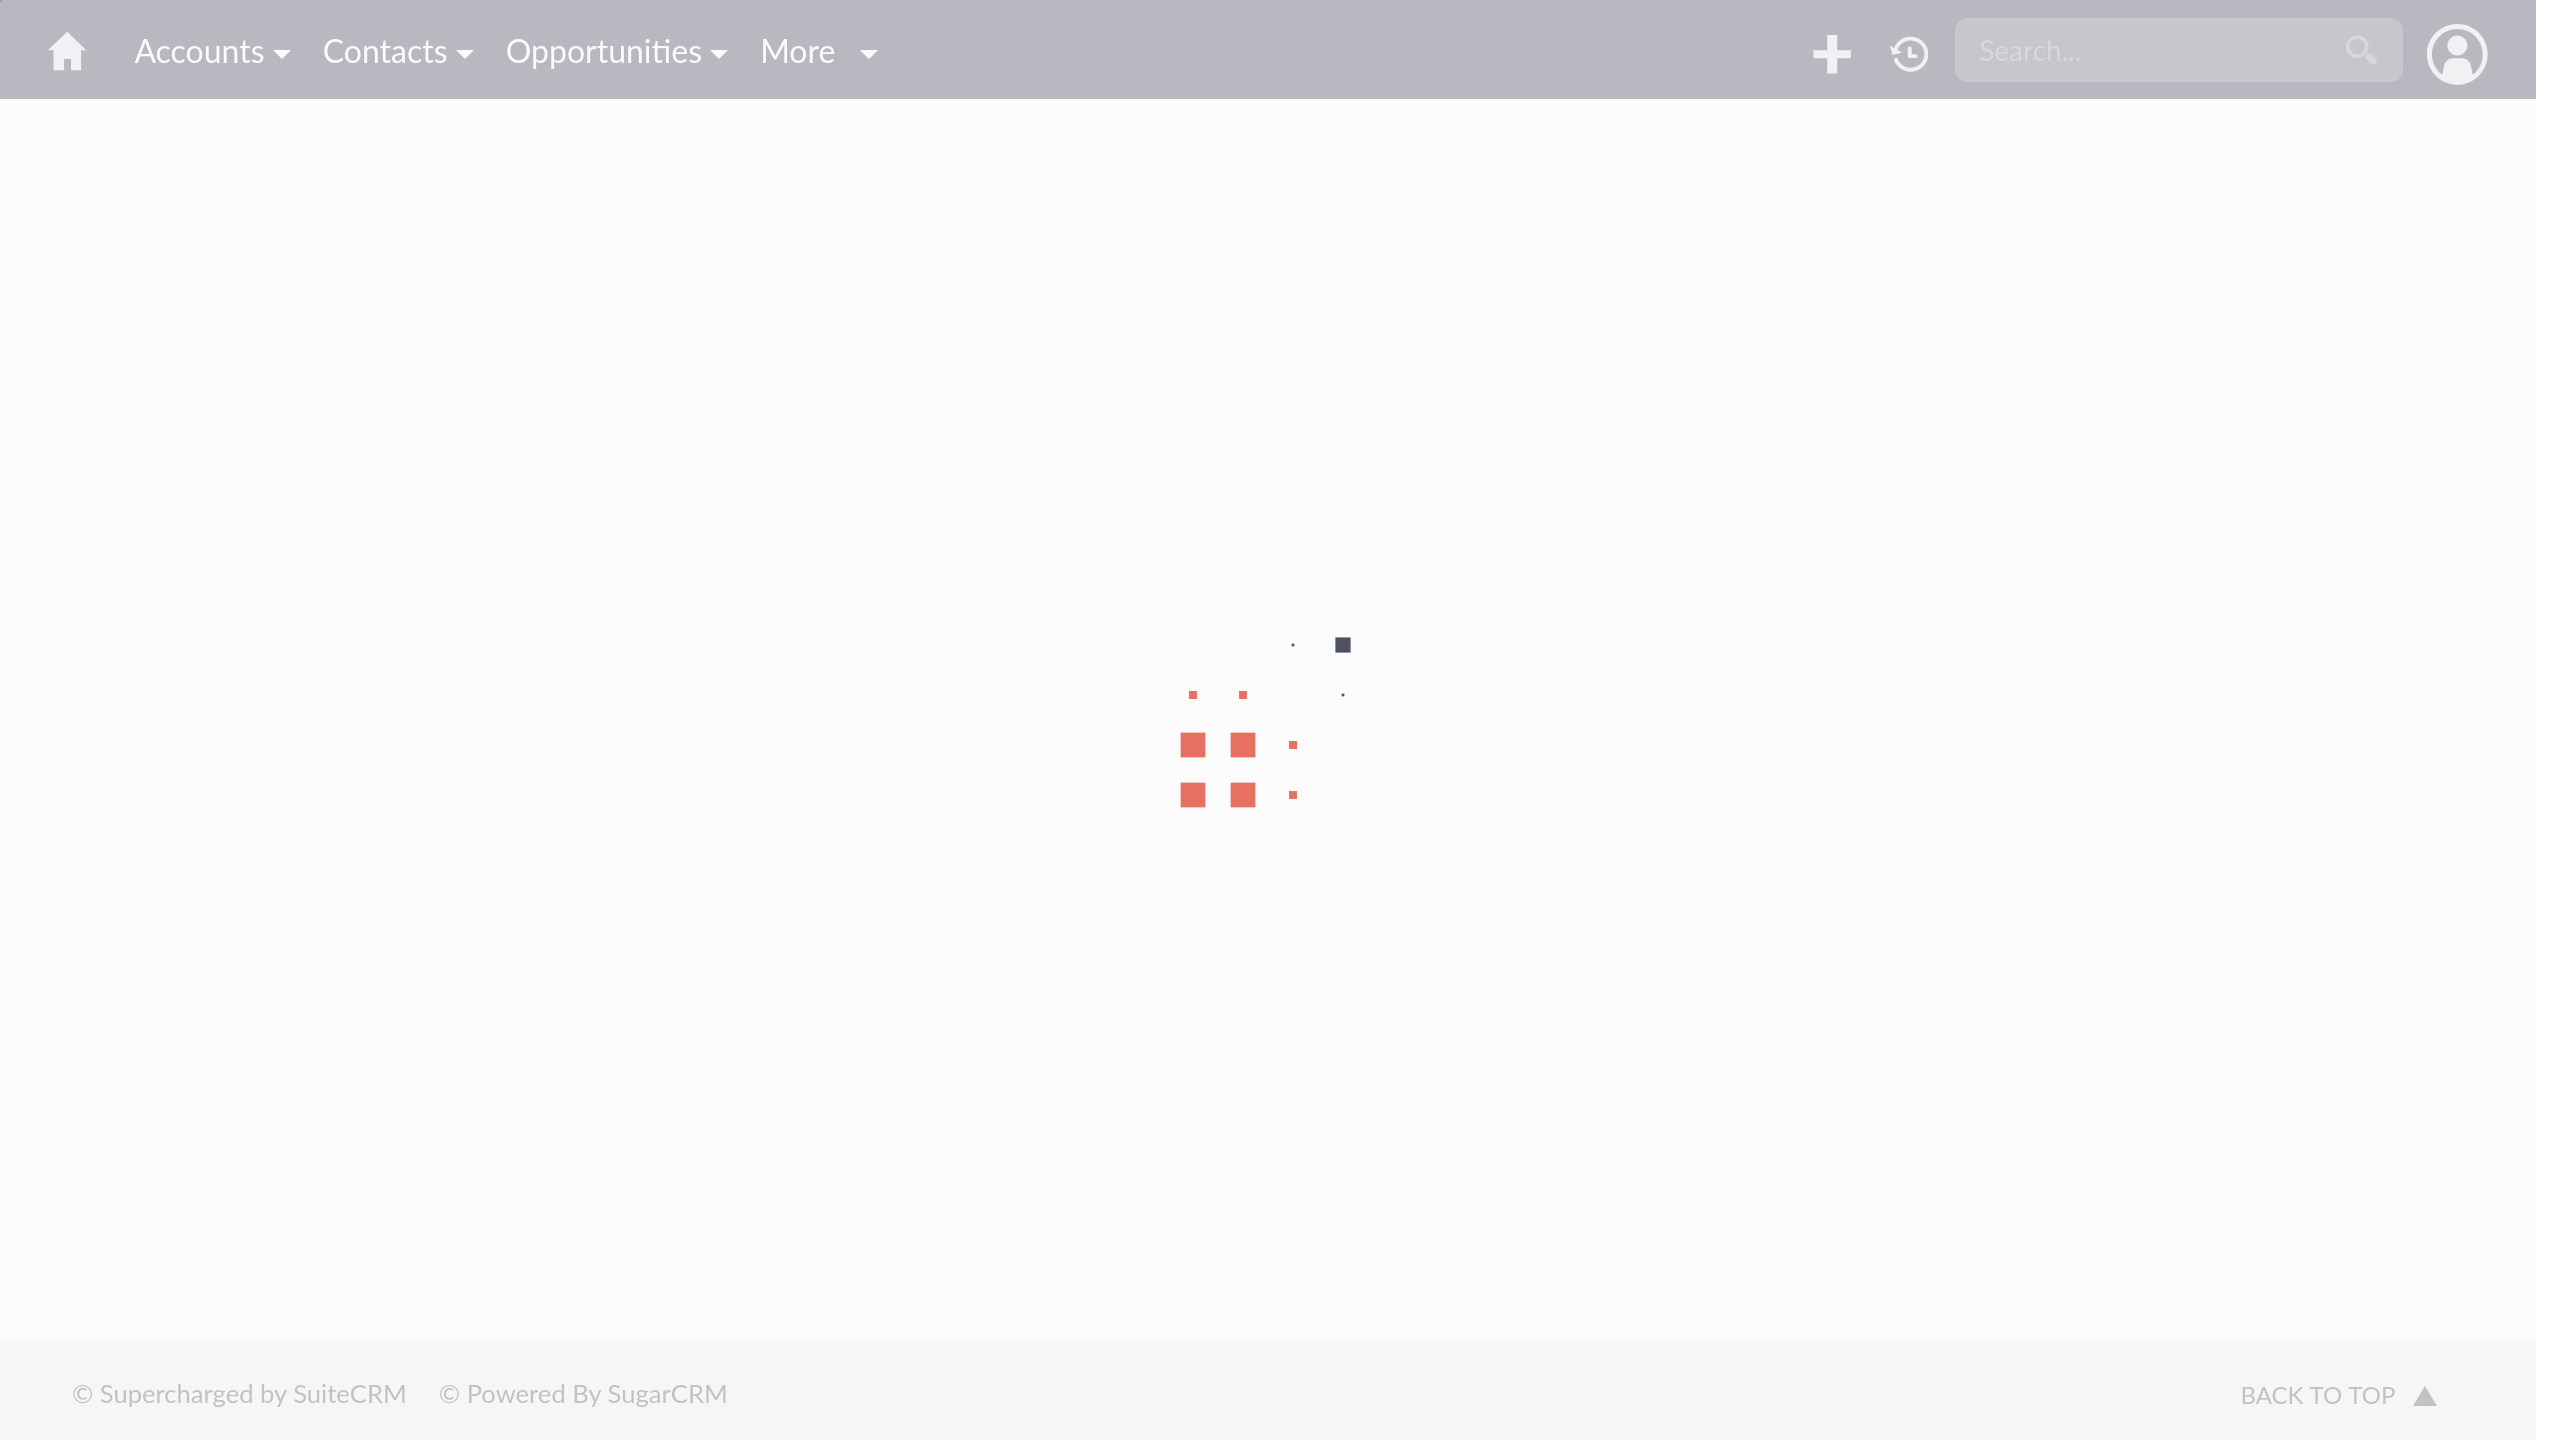 Accounts Contacts Opportunities More Search...
© Supercharged by SuiteCRM © Powered By SugarCRM BACK TO TOP